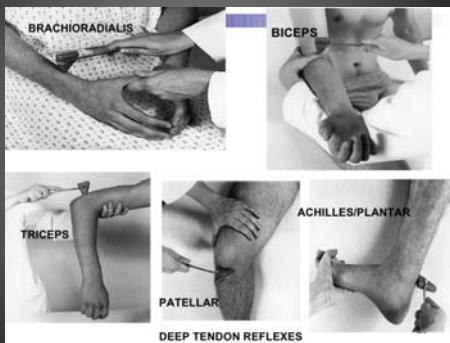 BRACHIORADIALIS
BICEPS
TRICEPS
PATELLAR
ACHILLES/PLANTAR
DEEP TENDON REFLEXES